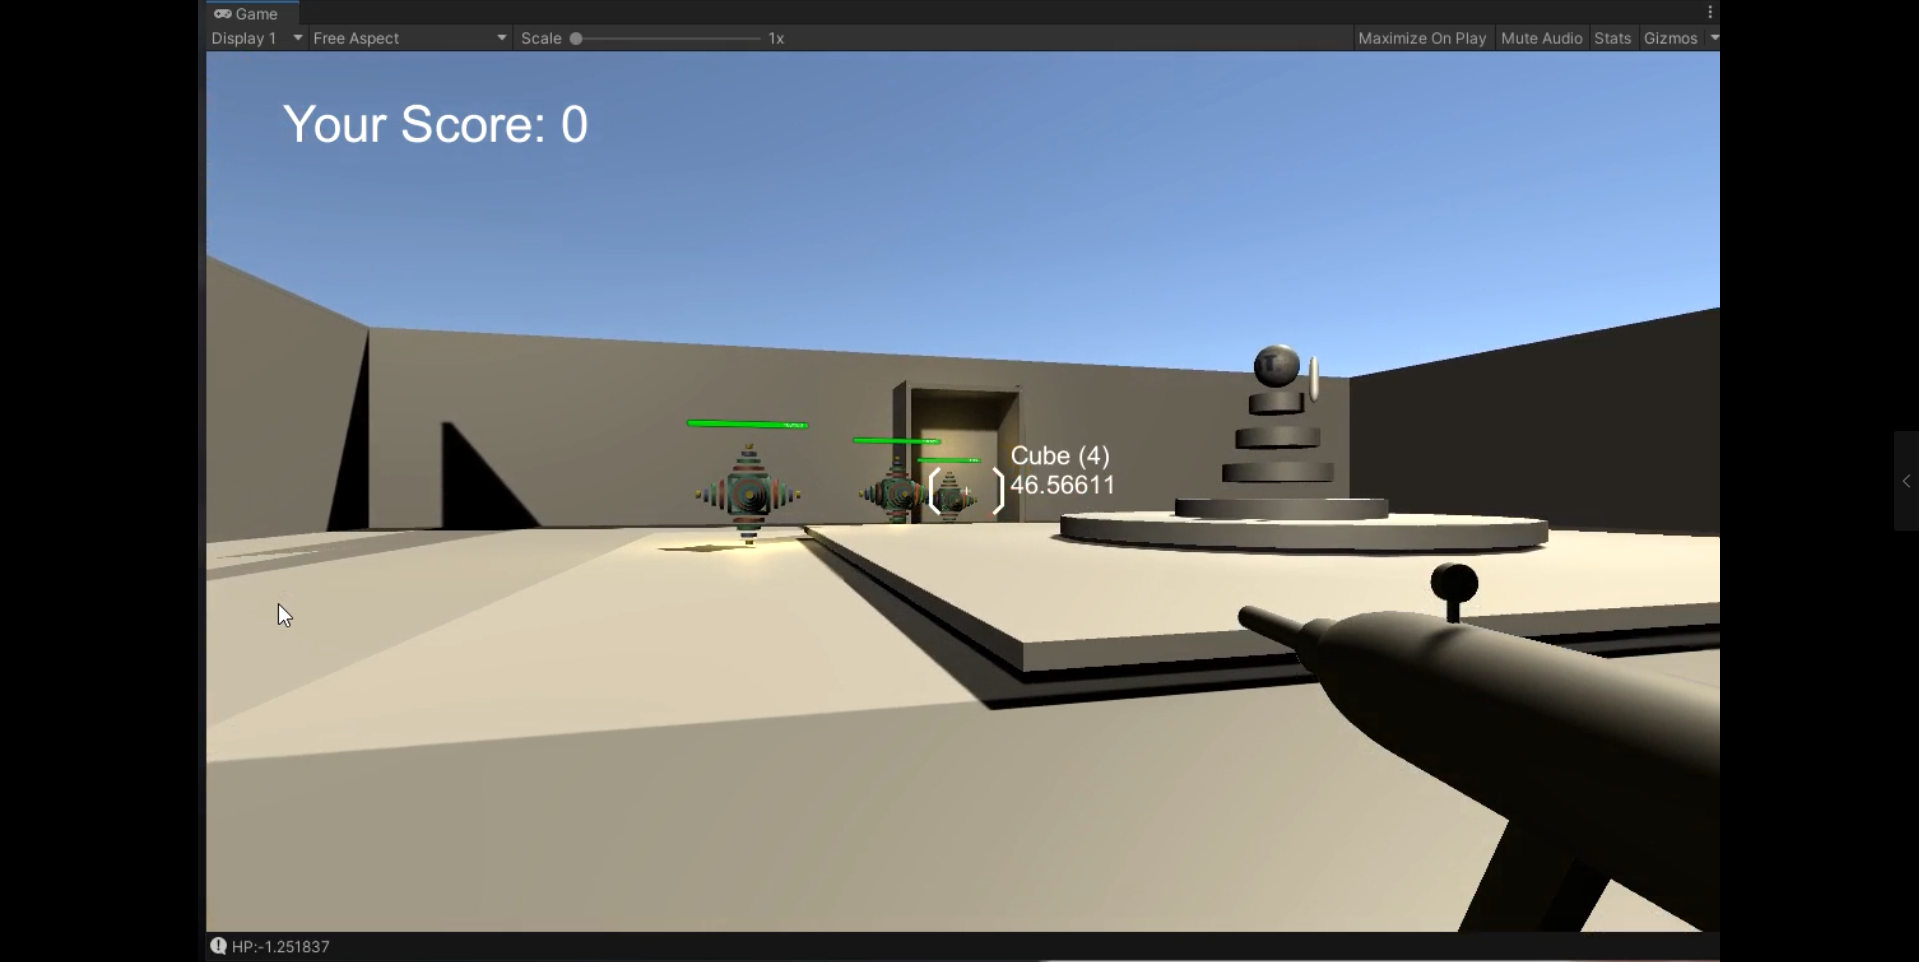 Game
Display 1 Free Aspect Scale 1x Maximize On Play Mute Audio Stats Gizmos
Your Score: 0
Cube (4)
46.56611
HP:-1.251837